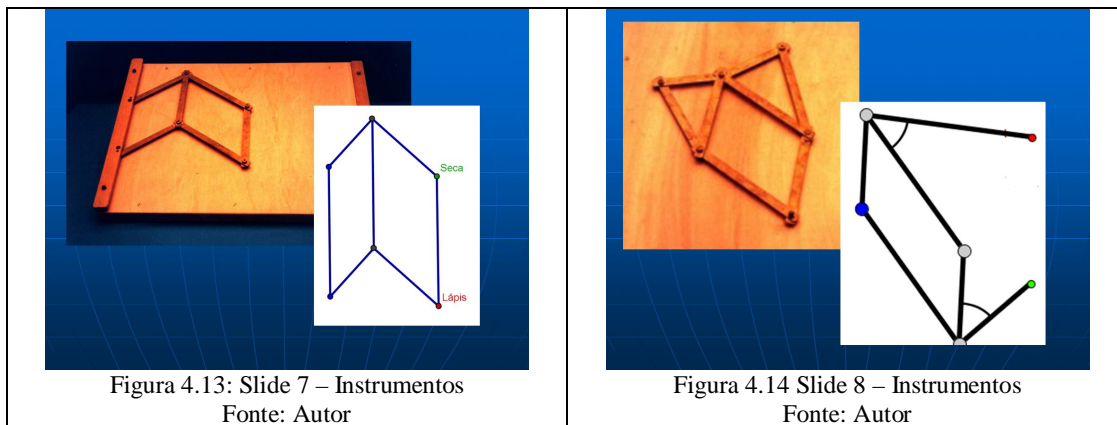 Seca
Lápis
Figura 4.13: Slide 7 – Instrumentos
Fonte: Autor
Figura 4.14 Slide 8 – Instrumentos
Fonte: Autor